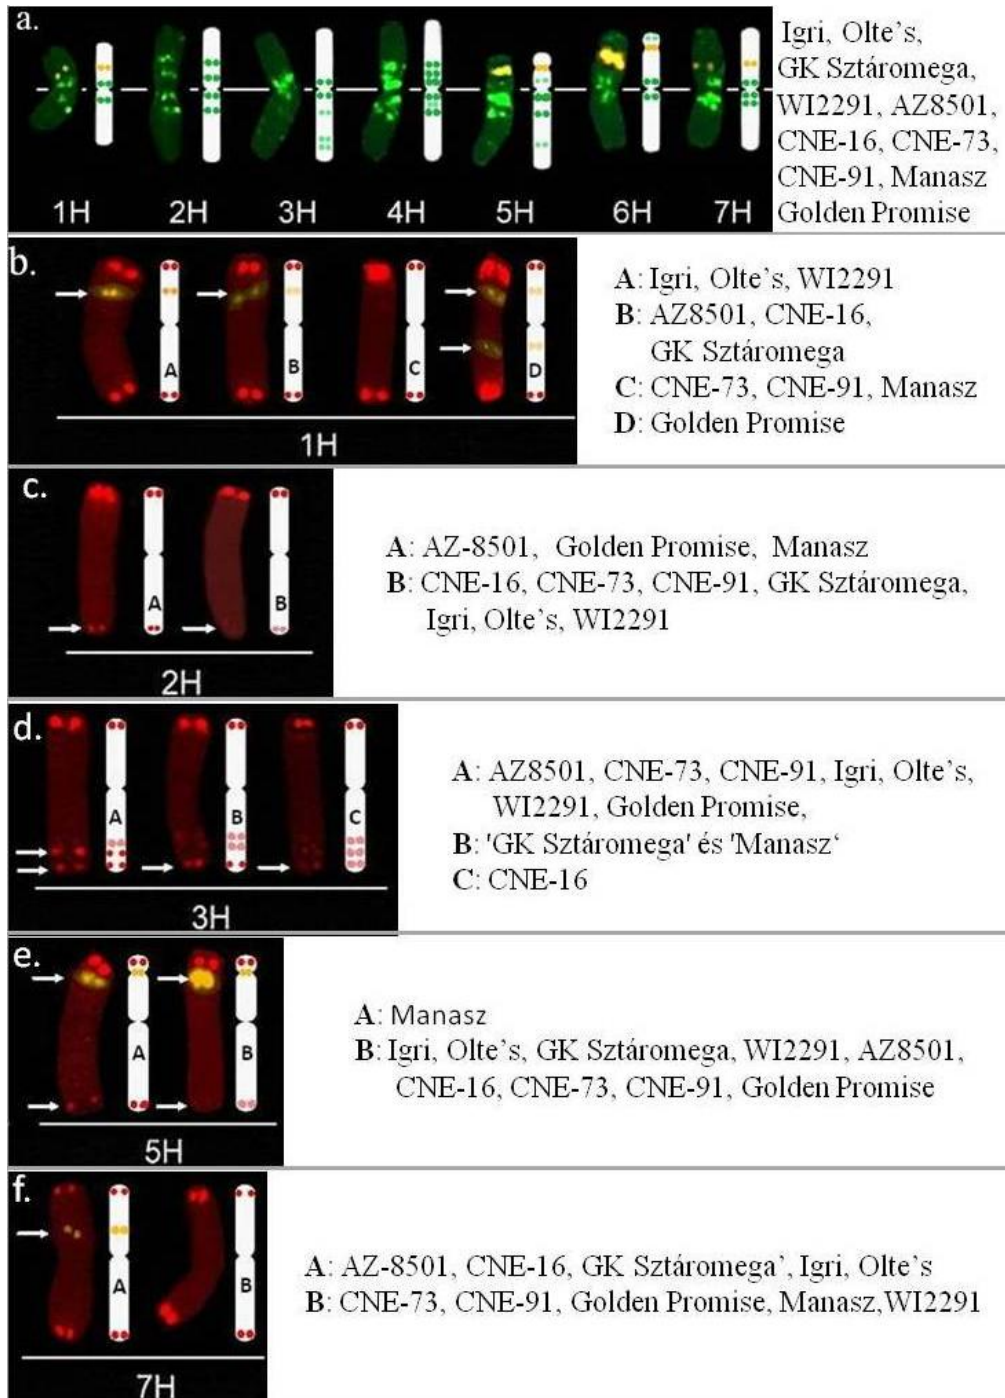 a.
Igri, Olte's,
GK Sztáromega,
WI2291, AZ8501,
CNE-16, CNE-73,
CNE-91, Manasz
Golden Promise
1H 2H 3H 4H 5H 6H 7H
b.
A B C D
1H
A: Igri, Olte's, WI2291
B: AZ8501, CNE-16,
GK Sztáromega
C: CNE-73, CNE-91, Manasz
D: Golden Promise
c.
A B
2H
A: AZ-8501, Golden Promise, Manasz
B: CNE-16, CNE-73, CNE-91, GK Sztáromega,
Igri, Olte's, WI2291
d.
A B C
3H
A: AZ8501, CNE-73, CNE-91, Igri, Olte's,
WI2291, Golden Promise,
B: 'GK Sztáromega' és 'Manasz‘
C: CNE-16
e.
A B
5H
A: Manasz
B: Igri, Olte's, GK Sztáromega, WI2291, AZ8501,
CNE-16, CNE-73, CNE-91, Golden Promise
f.
A B
7H
A: AZ-8501, CNE-16, GK Sztáromega’, Igri, Olte's
B: CNE-73, CNE-91, Golden Promise, Manasz,WI2291